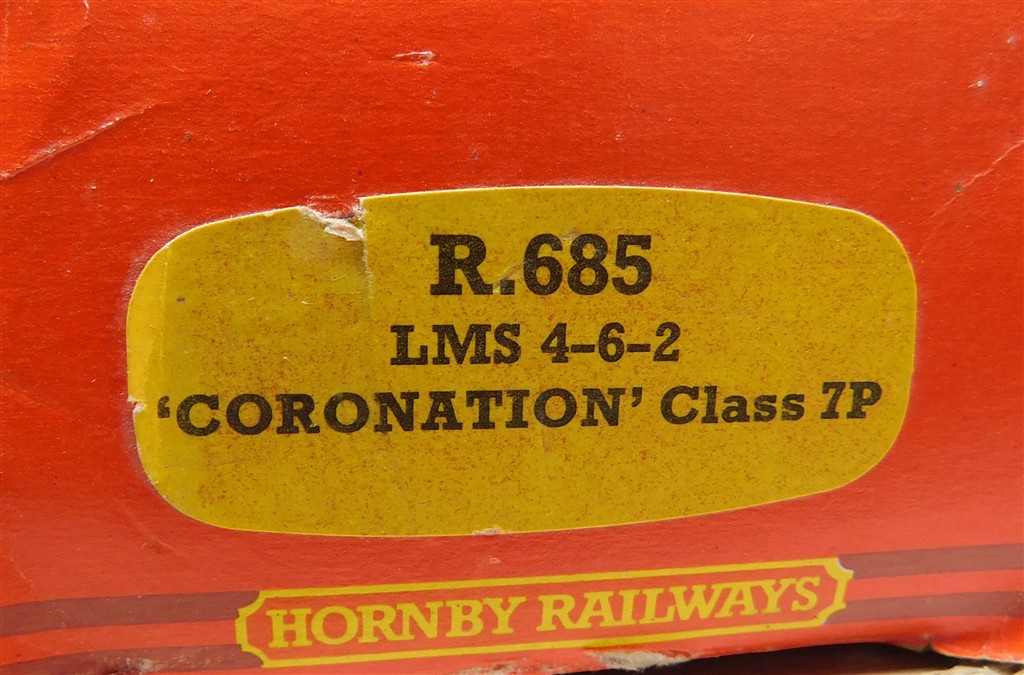 R.685
LMS 4-6-2
‘CORONATION’ Class 7P
HORNBY RAILWAYS